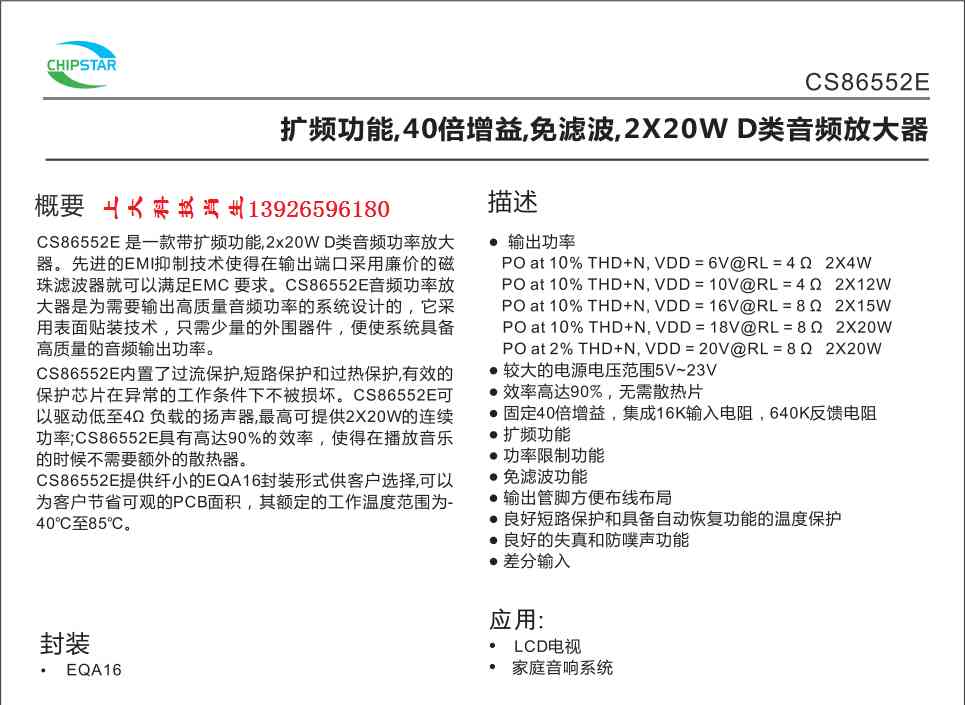 CHIPSTAR
CS86552E
扩频功能,40倍增益,免滤波,2X20W D类音频放大器
概要
上大科技肖生13926596180
CS86552E 是一款带扩频功能,2x20W D类音频功率放大
器。先进的EMI抑制技术使得在输出端口采用廉价的磁
珠滤波器就可以满足EMC 要求。CS86552E音频功率放
大器是为需要输出高质量音频功率的系统设计的，它采
用表面贴装技术，只需少量的外围器件，便使系统具备
高质量的音频输出功率。
CS86552E内置了过流保护,短路保护和过热保护,有效的
保护芯片在异常的工作条件下不被损坏。CS86552E可
以驱动低至4Ω 负载的扬声器,最高可提供2X20W的连续
功率;CS86552E具有高达90%的效率，使得在播放音乐
的时候不需要额外的散热器。
CS86552E提供纤小的EQA16封装形式供客户选择,可以
为客户节省可观的PCB面积，其额定的工作温度范围为-
40℃至85℃。
封装
• EQA16
描述
● 输出功率
PO at 10% THD+N, VDD = 6V@RL = 4 Ω 2X4W
PO at 10% THD+N, VDD = 10V@RL = 4 Ω 2X12W
PO at 10% THD+N, VDD = 16V@RL = 8 Ω 2X15W
PO at 10% THD+N, VDD = 18V@RL = 8 Ω 2X20W
PO at 2% THD+N, VDD = 20V@RL = 8 Ω 2X20W
● 较大的电源电压范围5V~23V
● 效率高达90%，无需散热片
● 固定40倍增益，集成16K输入电阻，640K反馈电阻
● 扩频功能
● 功率限制功能
● 免滤波功能
● 输出管脚方便布线布局
● 良好短路保护和具备自动恢复功能的温度保护
● 良好的失真和防噗声功能
● 差分输入
应用:
• LCD电视
• 家庭音响系统